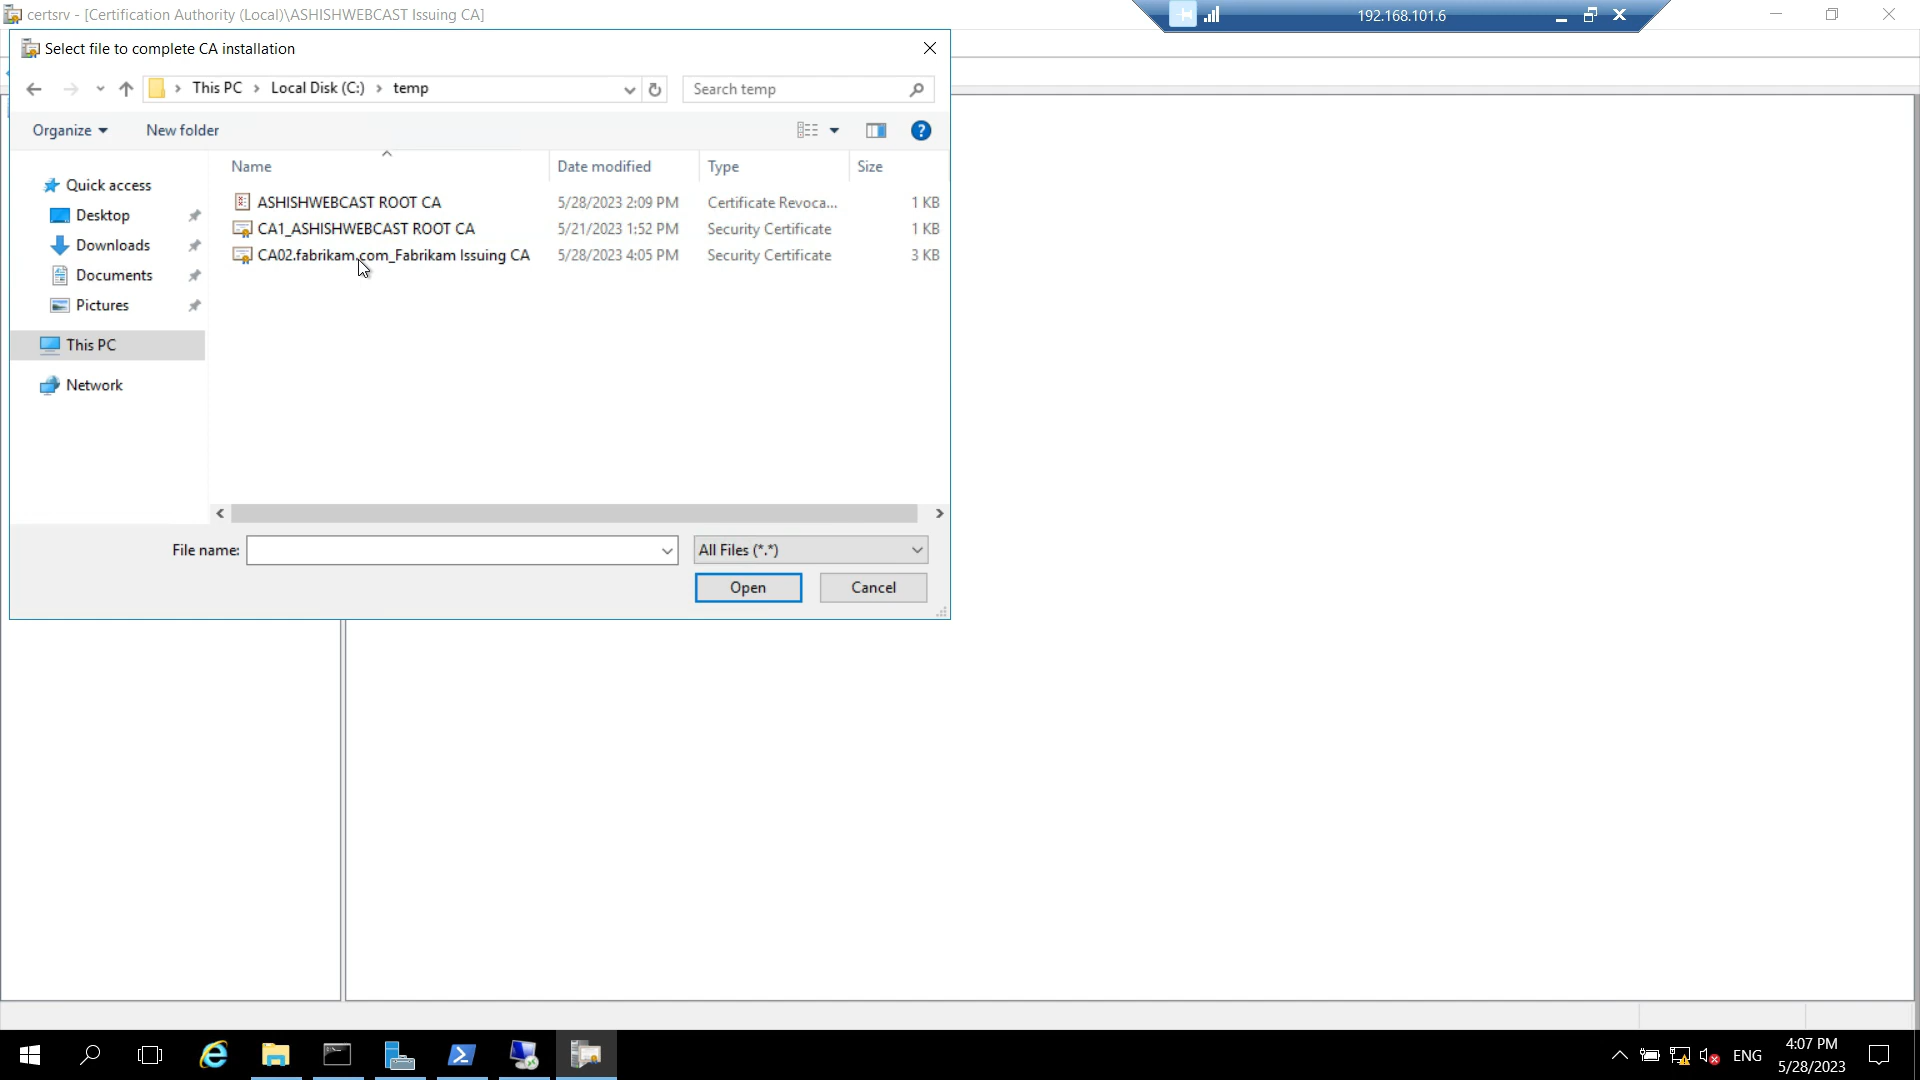 certsrv - [Certification Authority (Local)\ASHISHWEBCAST Issuing CA]
192.168.101.6
Select file to complete CA installation
This PC > Local Disk (C:) > temp
Search temp
Organize
New folder
Name
Date modified
Type
Size
Quick access
Desktop
Downloads
Documents
Pictures
This PC
Network
ASHISHWEBCAST ROOT CA 5/28/2023 2:09 PM Certificate Revoca... 1 KB
CA1_ASHISHWEBCAST ROOT CA 5/21/2023 1:52 PM Security Certificate 1 KB
CA02.fabrikam.com_Fabrikam Issuing CA 5/28/2023 4:05 PM Security Certificate 3 KB
File name:
All Files (*.*)
Open
Cancel
ENG
4:07 PM
5/28/2023